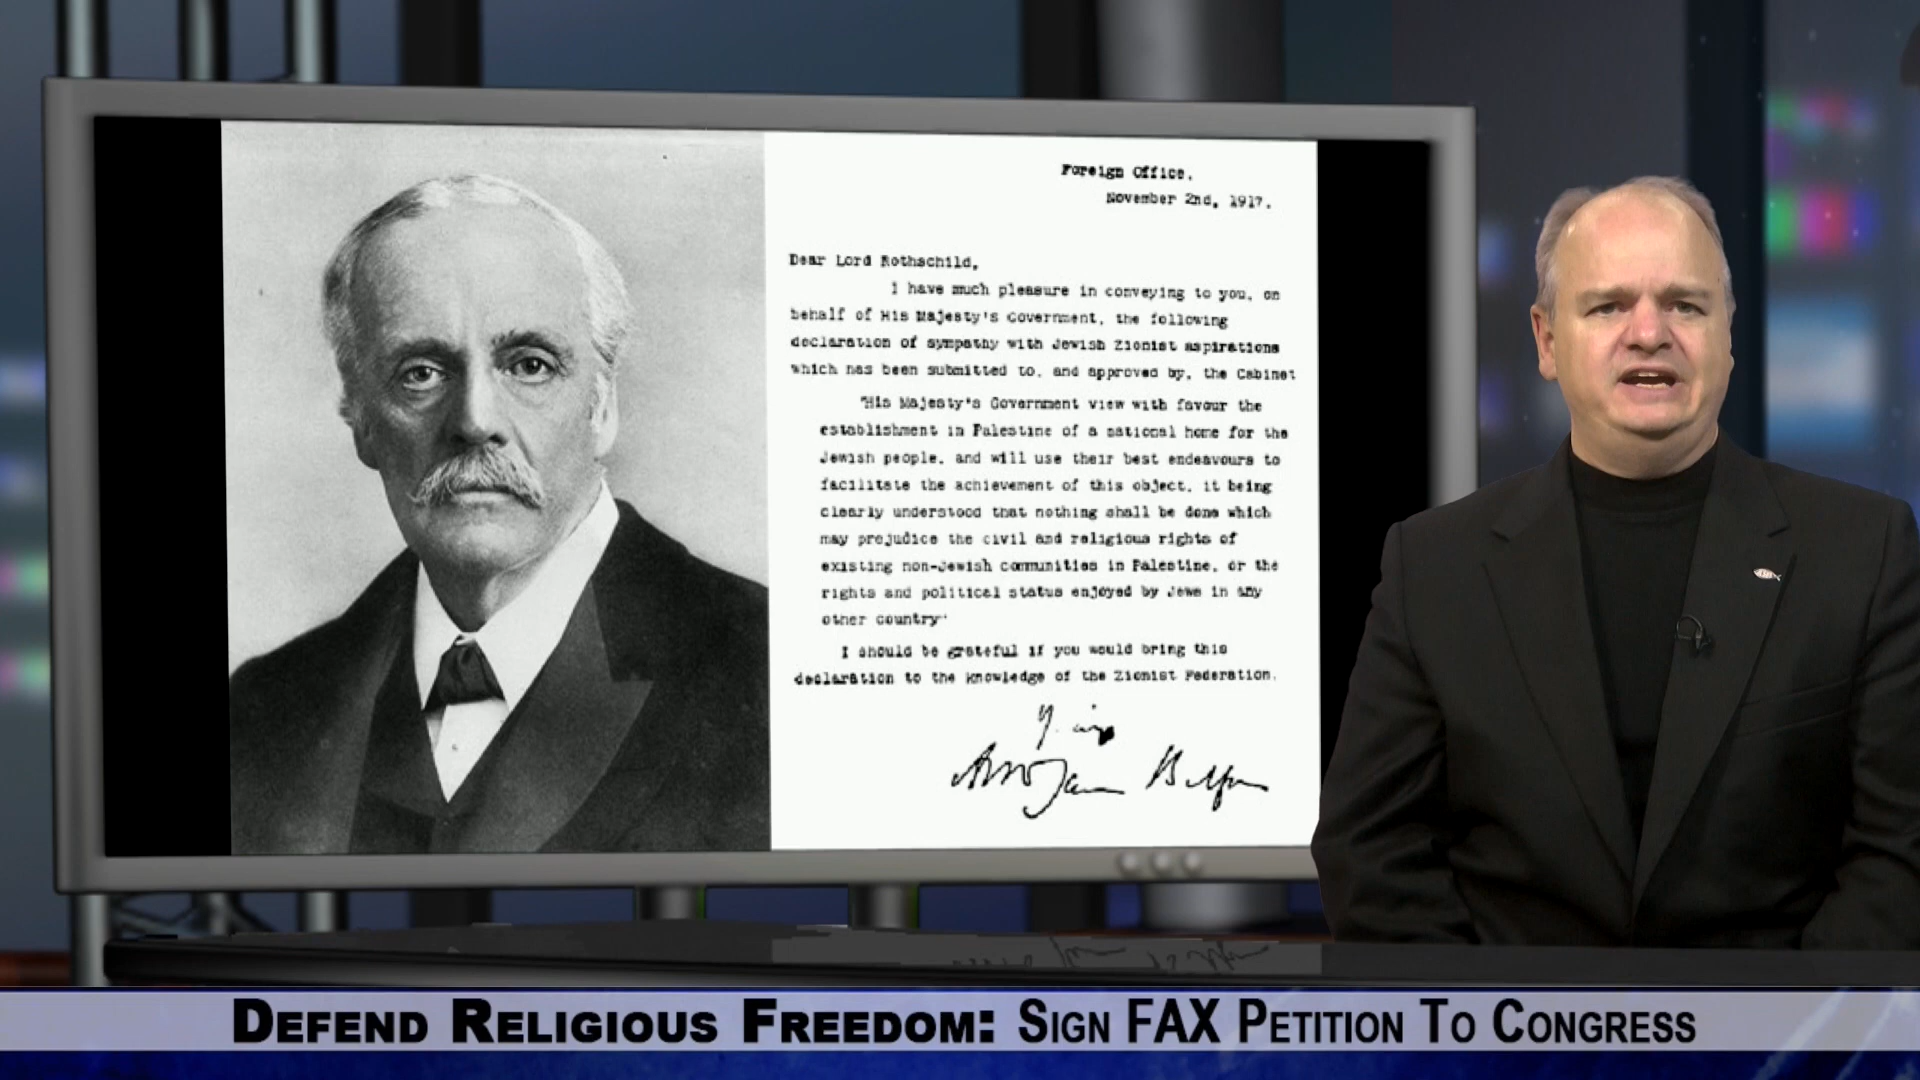 Foreign Office,
November 2nd, 1917.
Dear Lord Rothschild,
I have much pleasure in conveying to you, on
behalf of His Majesty's Government, the following
declaration of sympathy with Jewish Zionist aspirations
which has been submitted to, and approved by, the Cabinet
"His Majesty's Government view with favour the
establishment in Palestine of a national home for the
Jewish people, and will use their best endeavours to
facilitate the achievement of this object, it being
clearly understood that nothing shall be done which
may prejudice the civil and religious rights of
existing non-Jewish communities in Palestine, or the
rights and political status enjoyed by Jews in any
other country"
I should be grateful if you would bring this
declaration to the knowledge of the Zionist Federation.
DEFEND RELIGIOUS FREEDOM: SIGN FAX PETITION TO CONGRESS